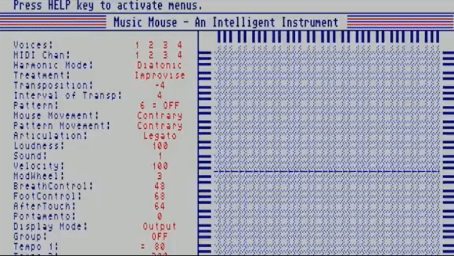 Press HELP key to activate menus.
Music Mouse - An Intelligent Instrument
Voices: 1 2 3 4
MIDI Chan: 1 2 3 4
Harmonic Mode: Diatonic
Treatment: Improvise
Transposition: -4
Interval of Transp: 4
Pattern: 6 = OFF
Mouse Movement: Contrary
Pattern Movement: Contrary
Articulation: Legato
Loudness: 100
Sound: 1
Velocity: 100
ModWheel: 3
BreathControl: 48
FootControl: 68
AfterTouch: 64
Portamento: 0
Display Mode: Output
Group: OFF
Tempo 1: = 80